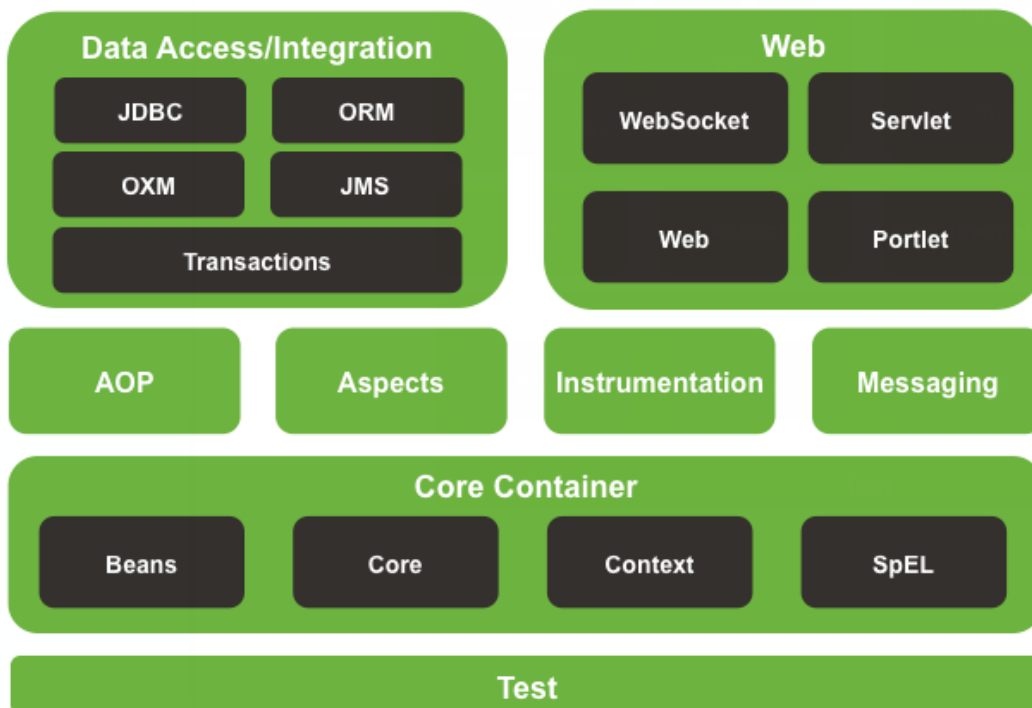 Data Access/Integration
JDBC
ORM
OXM
JMS
Transactions
Web
WebSocket
Servlet
Web
Portlet
AOP
Aspects
Instrumentation
Messaging
Core Container
Beans
Core
Context
SpEL
Test